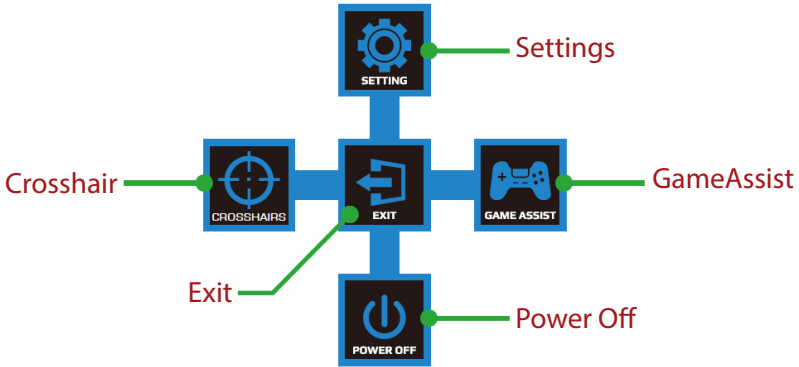 Settings
SETTING
Crosshair
CROSSHAIRS
EXIT
GAME ASSIST
GameAssist
Exit
Power Off
POWER OFF